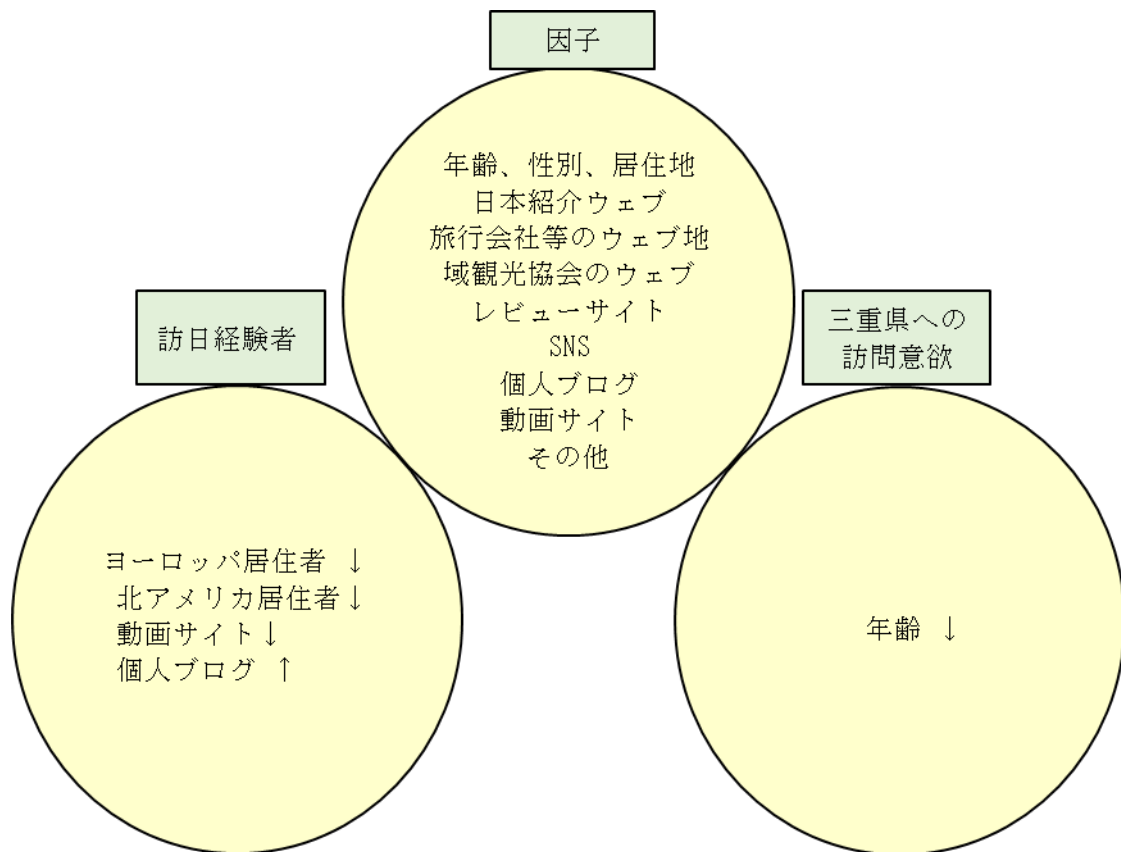 因子
年齢、性別、居住地
日本紹介ウェブ
旅行会社等のウェブ地
域観光協会のウェブ
レビューサイト
SNS
個人ブログ
動画サイト
その他
訪日経験者
ヨーロッパ居住者 ↓
北アメリカ居住者↓
動画サイト↓
個人ブログ ↑
三重県への
訪問意欲
年齢 ↓